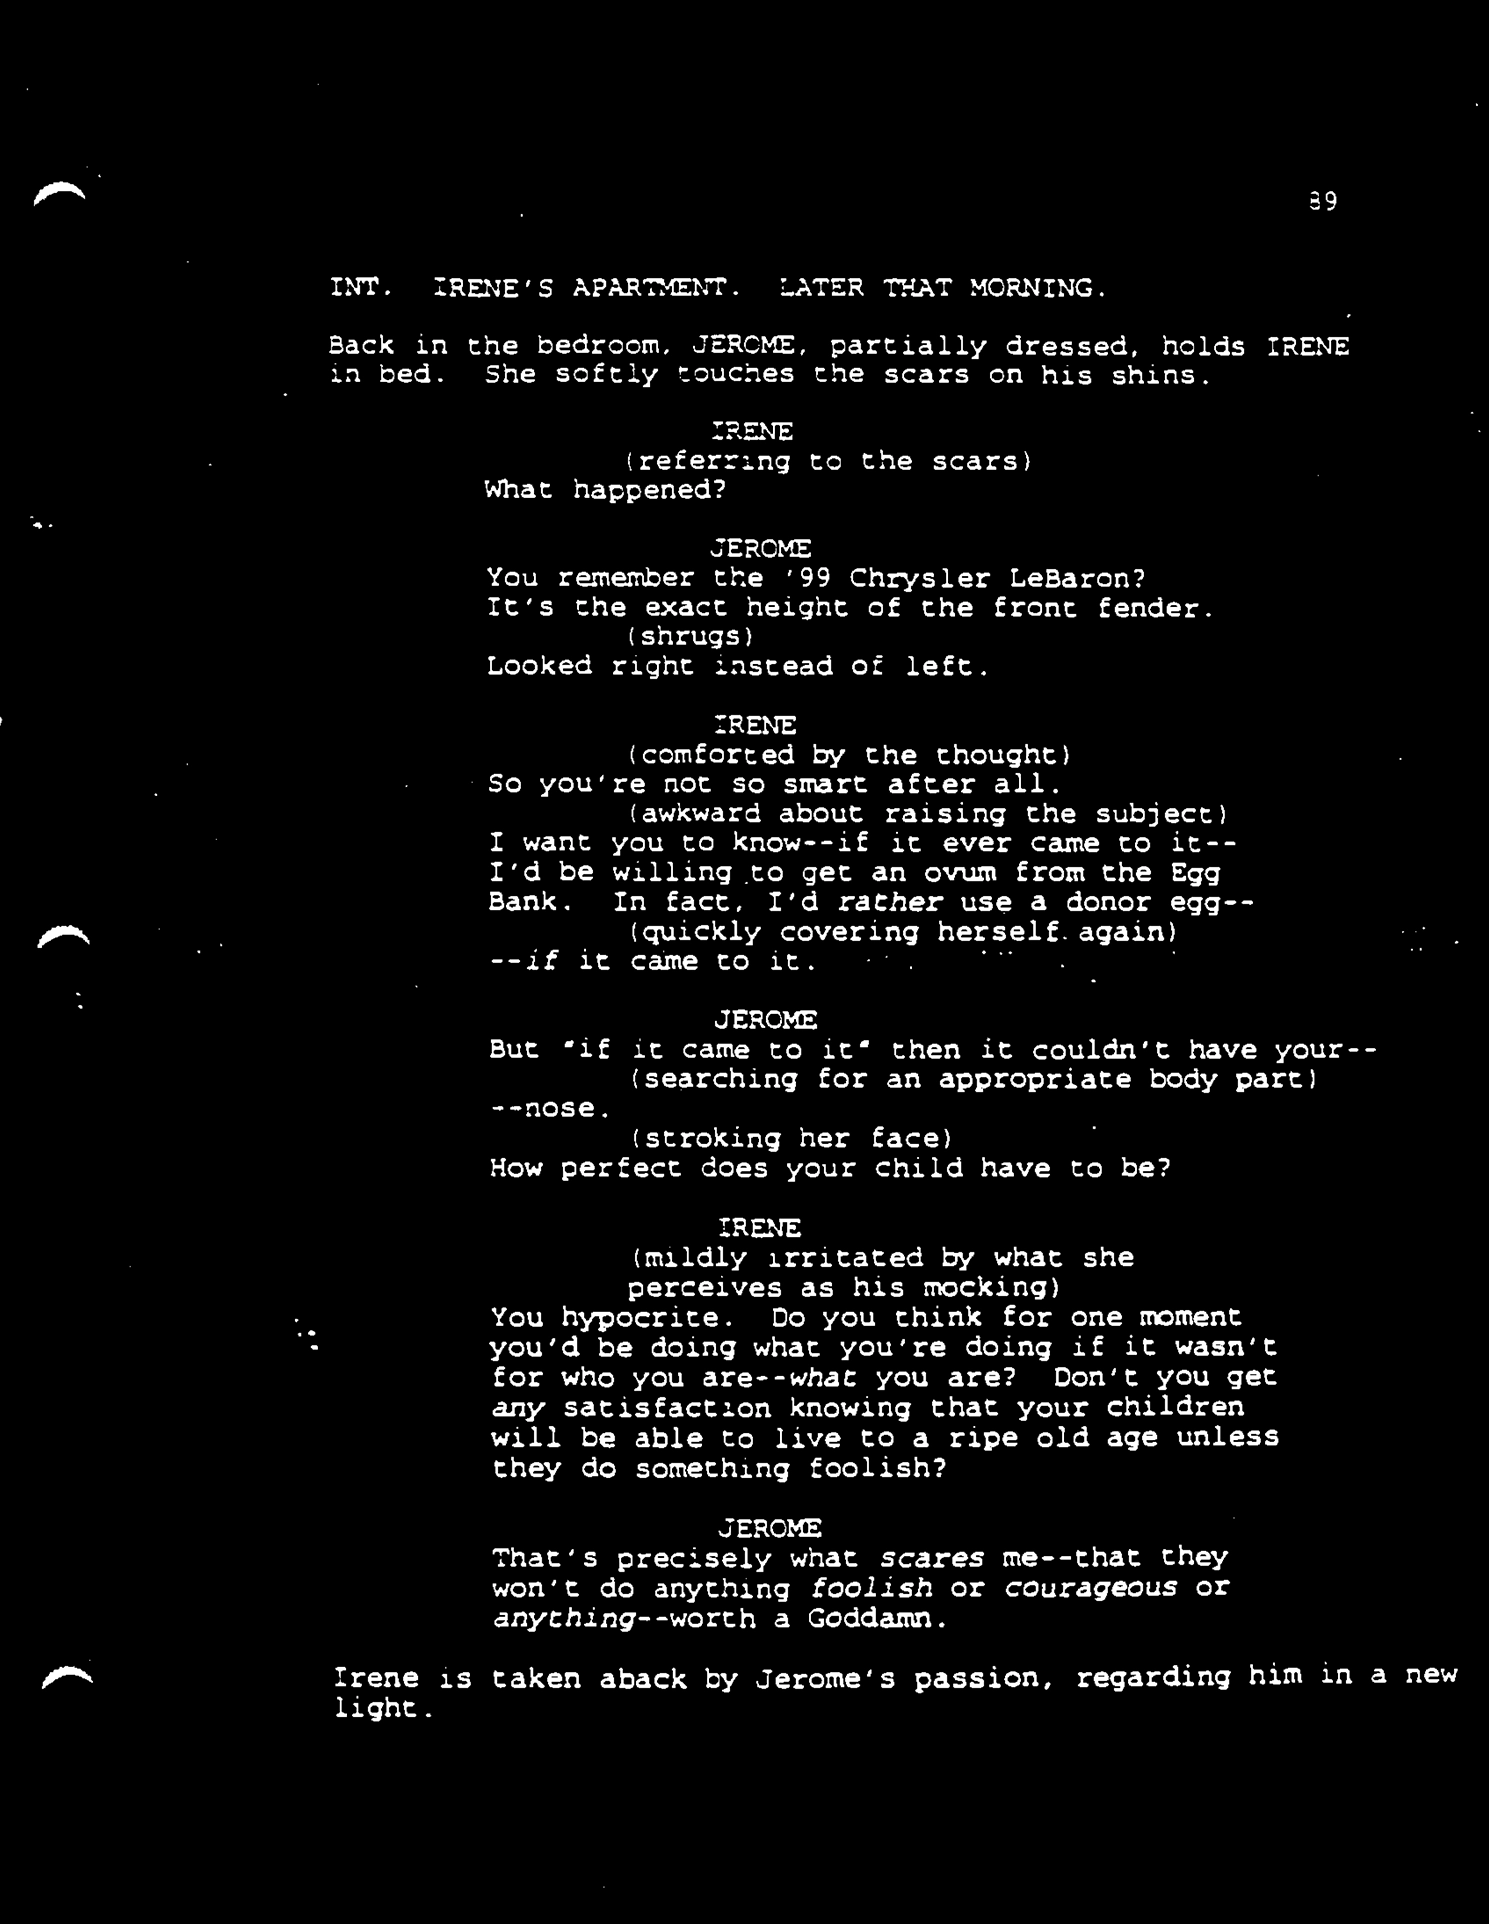 89
INT.  IRENE'S APARTMENT.  LATER THAT MORNING.
Back in the bedroom, JEROME, partially dressed, holds IRENE
in bed.  She softly touches the scars on his shins.
IRENE
(referring to the scars)
What happened?
JEROME
You remember the '99 Chrysler LeBaron?
It's the exact height of the front fender.
(shrugs)
Looked right instead of left.
IRENE
(comforted by the thought)
So you're not so smart after all.
(awkward about raising the subject)
I want you to know--if it ever came to it--
I'd be willing to get an ovum from the Egg
Bank.  In fact, I'd rather use a donor egg--
(quickly covering herself again)
--if it came to it.
JEROME
But "if it came to it" then it couldn't have your--
(searching for an appropriate body part)
--nose.
(stroking her face)
How perfect does your child have to be?
IRENE
(mildly irritated by what she
perceives as his mocking)
You hypocrite.  Do you think for one moment
you'd be doing what you're doing if it wasn't
for who you are--what you are?  Don't you get
any satisfaction knowing that your children
will be able to live to a ripe old age unless
they do something foolish?
JEROME
That's precisely what scares me--that they
won't do anything foolish or courageous or
anything--worth a Goddamn.
Irene is taken aback by Jerome's passion, regarding him in a new
light.